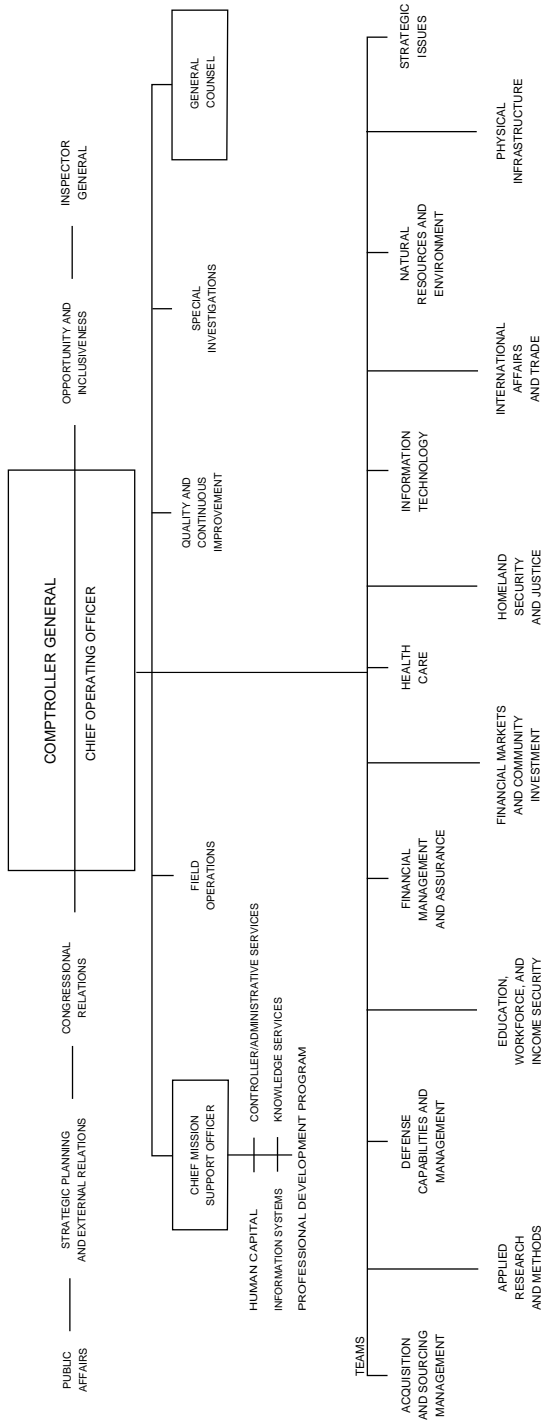 COMPTROLLER GENERAL
CHIEF OPERATING OFFICER
PUBLIC
AFFAIRS
STRATEGIC PLANNING
AND EXTERNAL RELATIONS
CONGRESSIONAL
RELATIONS
OPPORTUNITY AND
INCLUSIVENESS
INSPECTOR
GENERAL
CHIEF MISSION
SUPPORT OFFICER
FIELD
OPERATIONS
QUALITY AND
CONTINUOUS
IMPROVEMENT
SPECIAL
INVESTIGATIONS
GENERAL
COUNSEL
HUMAN CAPITAL
CONTROLLER/ADMINISTRATIVE SERVICES
INFORMATION SYSTEMS
KNOWLEDGE SERVICES
PROFESSIONAL DEVELOPMENT PROGRAM
TEAMS
ACQUISITION
AND SOURCING
MANAGEMENT
DEFENSE
CAPABILITIES AND
MANAGEMENT
FINANCIAL
MANAGEMENT
AND ASSURANCE
HEALTH
CARE
INFORMATION
TECHNOLOGY
NATURAL
RESOURCES AND
ENVIRONMENT
STRATEGIC
ISSUES
APPLIED
RESEARCH
AND METHODS
EDUCATION,
WORKFORCE, AND
INCOME SECURITY
FINANCIAL MARKETS
AND COMMUNITY
INVESTMENT
HOMELAND
SECURITY
AND JUSTICE
INTERNATIONAL
AFFAIRS
AND TRADE
PHYSICAL
INFRASTRUCTURE